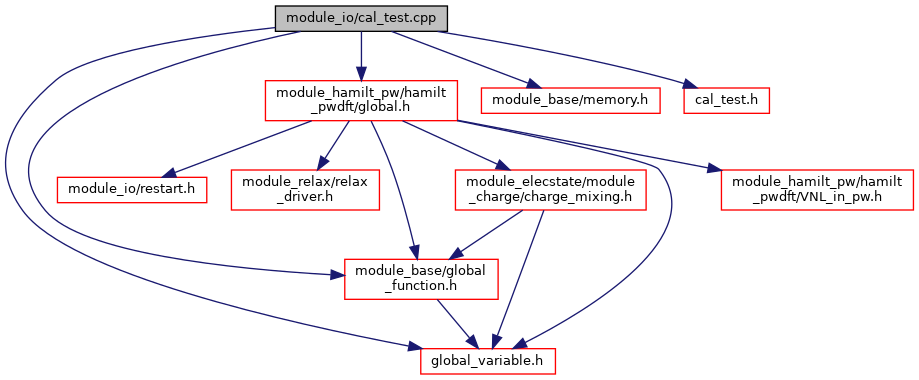 module_io/cal_test.cpp
module_hamilt_pw/hamilt
_pwdft/global.h
module_base/memory.h
cal_test.h
module_io/restart.h
module_relax/relax
_driver.h
module_elecstate/module
_charge/charge_mixing.h
module_hamilt_pw/hamilt
_pwdft/VNL_in_pw.h
module_base/global
_function.h
global_variable.h